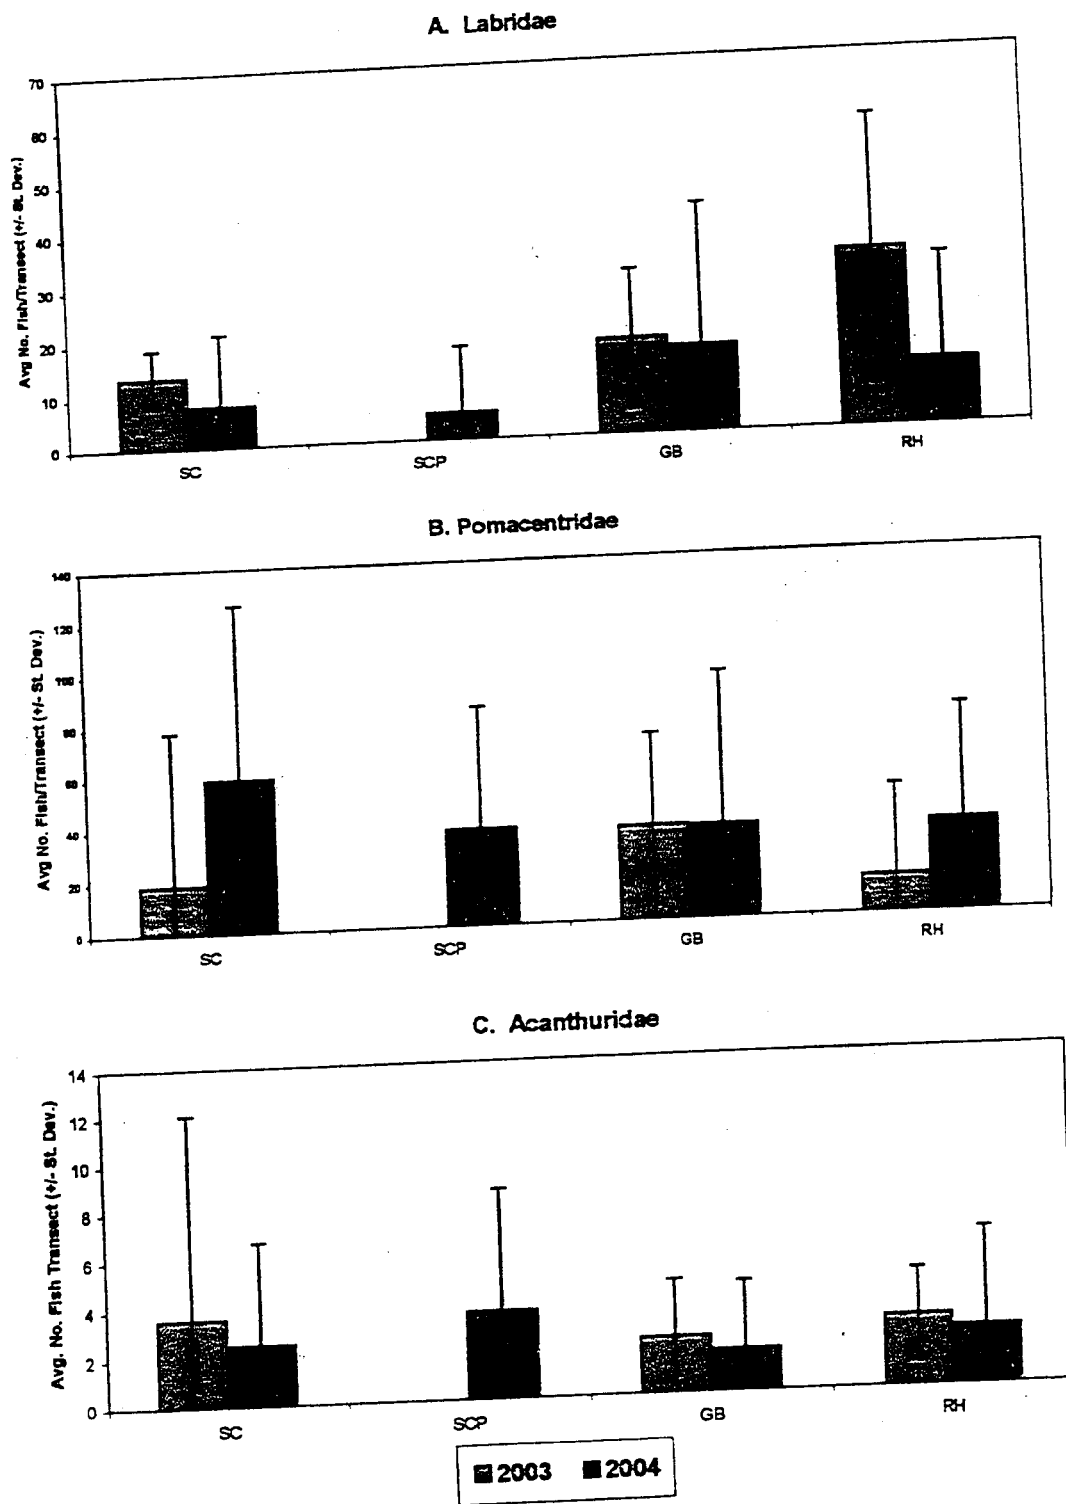 A. Labridae
Avg No. Fish/Transect (+/- St. Dev.)
70
60
50
40
30
20
10
0
SC
SCP
GB
RH
B. Pomacentridae
Avg No. Fish/Transect (+/- St. Dev.)
140
120
100
80
60
40
20
0
SC
SCP
GB
RH
C. Acanthuridae
Avg. No. Fish Transect (+/- St. Dev.)
14
12
10
8
6
4
2
0
SC
SCP
GB
RH
2003 2004